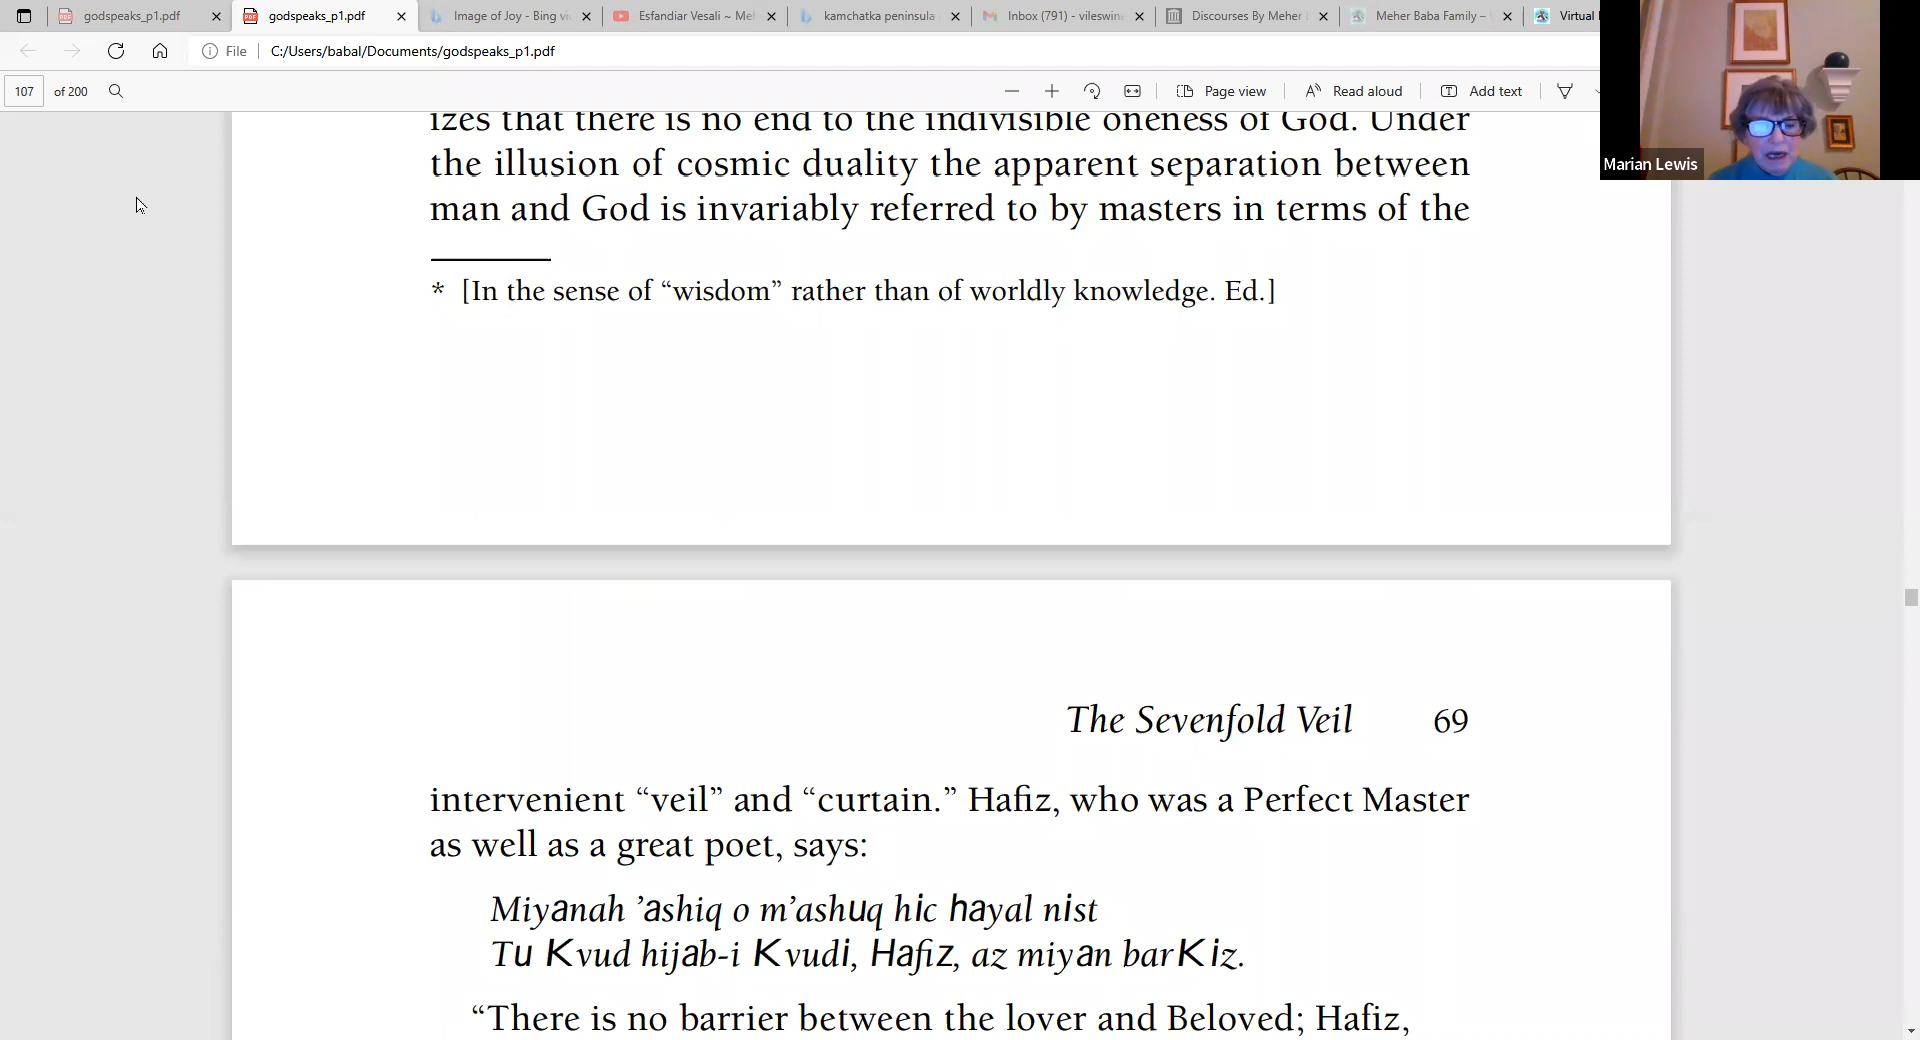 godspeaks_p1.pdf
godspeaks_p1.pdf
Image of Joy - Bing vi
Esfandiar Vesali ~ Me
kamchatka peninsula
Inbox (791) - vileswine
Discourses By Meher
Meher Baba Family –
Virtual
File
C:/Users/babal/Documents/godspeaks_p1.pdf
107 of 200
Page view
Read aloud
Add text
Marian Lewis
izes that there is no end to the indivisible oneness of God. Under
the illusion of cosmic duality the apparent separation between
man and God is invariably referred to by masters in terms of the
* [In the sense of “wisdom” rather than of worldly knowledge. Ed.]
The Sevenfold Veil 69
intervenient “veil” and “curtain.” Hafiz, who was a Perfect Master
as well as a great poet, says:
Miyanah ’ashiq o m’ashuq hic hayal nist
Tu Kvud hijab-i Kvudi, Hafiz, az miyan barKiz.
“There is no barrier between the lover and Beloved; Hafiz,